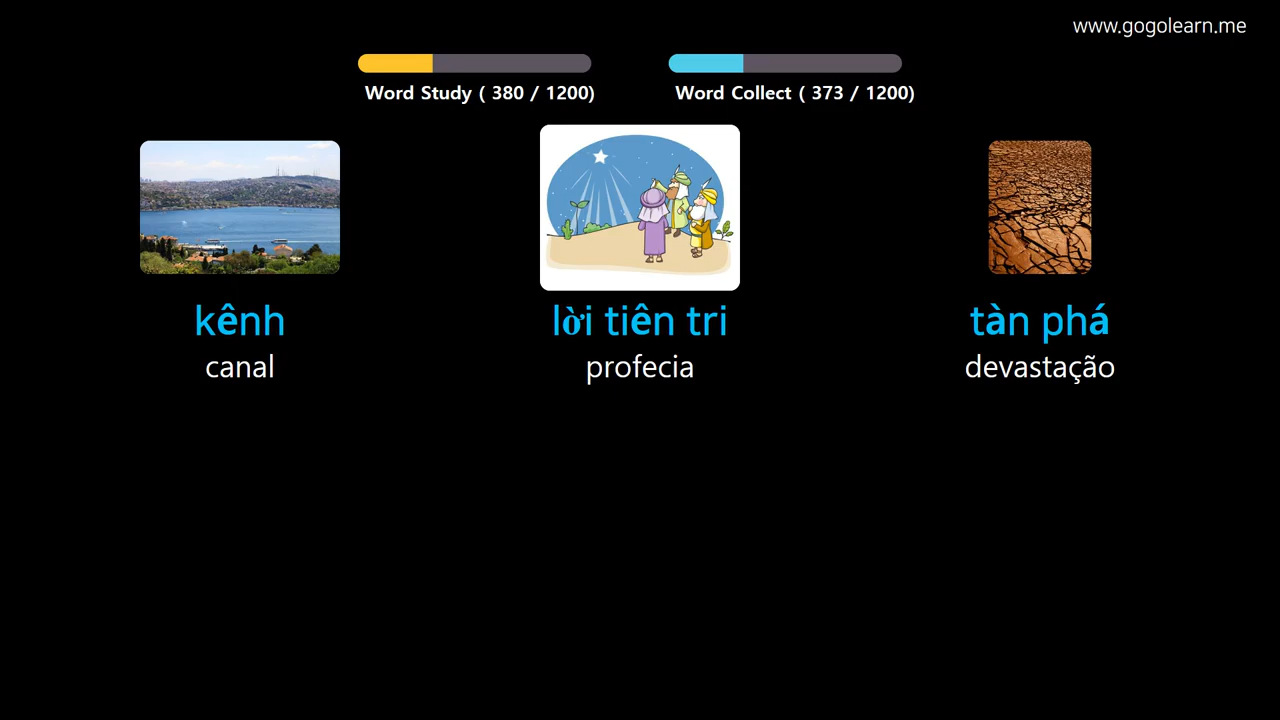 www.gogolearn.me
Word Study ( 380 / 1200)
Word Collect ( 373 / 1200)
kênh
canal
lời tiên tri
profecia
tàn phá
devastação